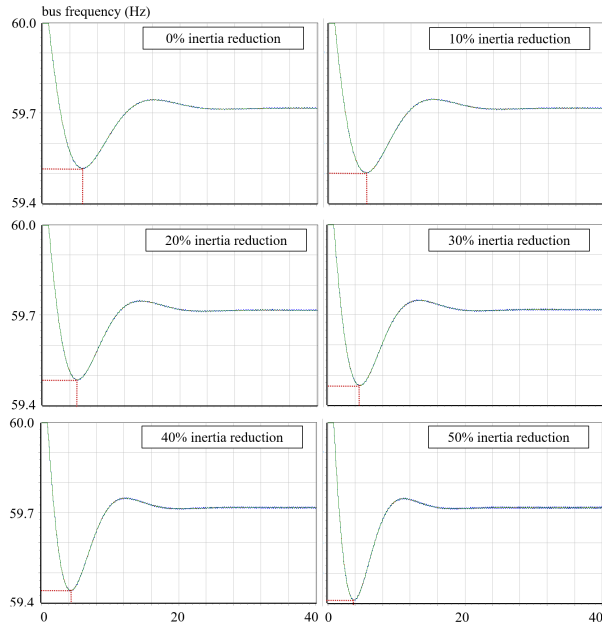 bus frequency (Hz)
60.0
0% inertia reduction
10% inertia reduction
59.7
59.4
60.0
20% inertia reduction
30% inertia reduction
59.7
59.4
60.0
40% inertia reduction
50% inertia reduction
59.7
59.4
0 20 40 0 20 40